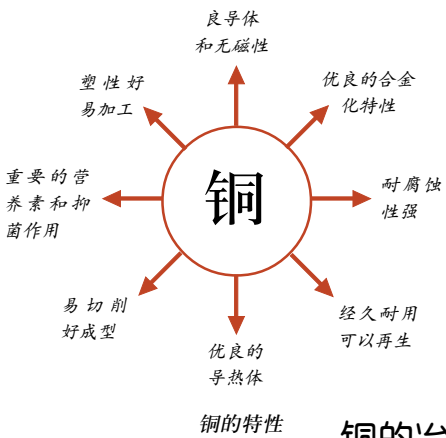 良导体
和无磁性
优良的合金
化特性
耐腐蚀
性强
经久耐用
可以再生
优良的
导热体
易切削
好成型
重要的营
养素和抑
菌作用
塑性好
易加工
铜
铜的特性
铜的冶